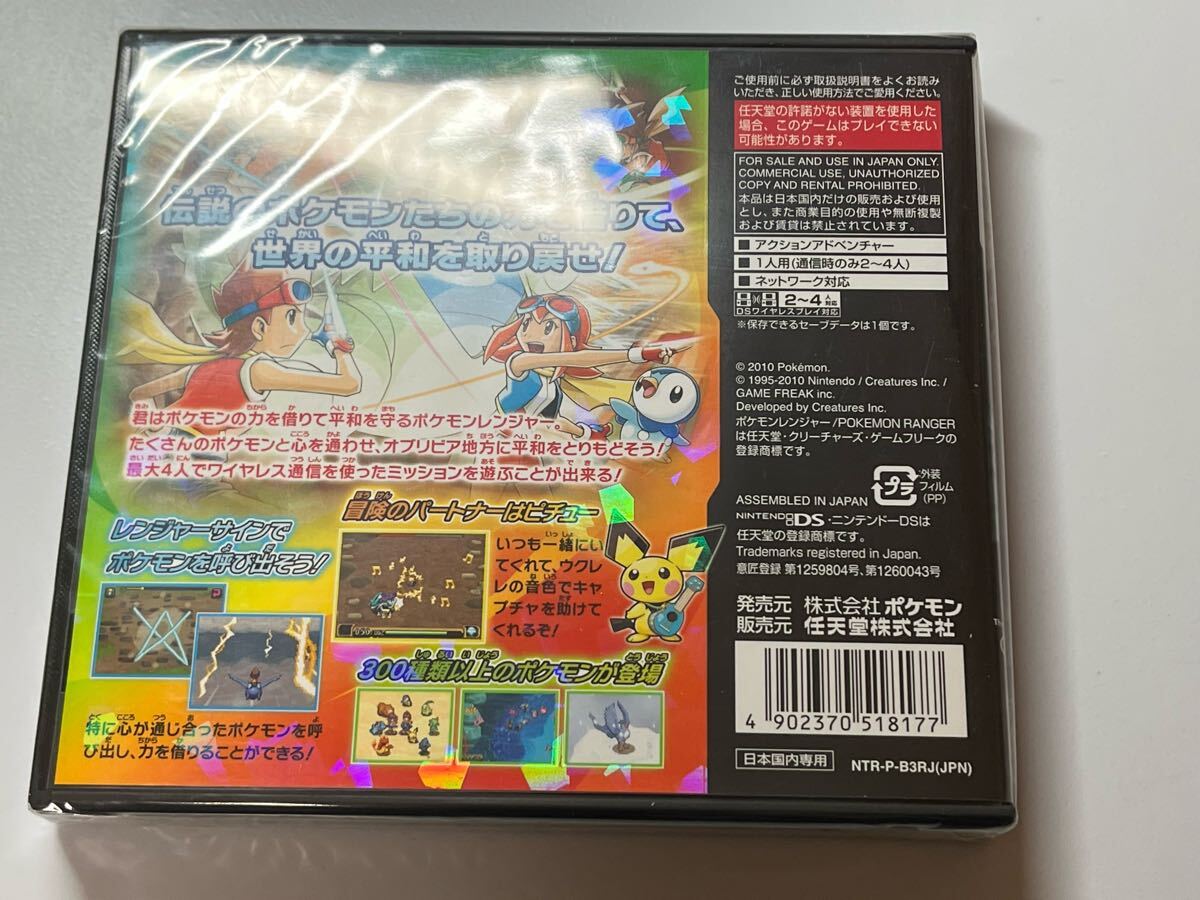 伝説のポケモンたちの力を借りて、
世界の平和を取り戻せ!
君はポケモンの力を借りて平和を守るポケモンレンジャー。
たくさんのポケモンと心を通わせ、オブリビア地方に平和をとりもどそう!
最大4人でワイヤレス通信を使ったミッションを遊ぶことが出来る!
レンジャーサインで
ポケモンを呼び出そう!
特に心が通じ合ったポケモンを呼
び出し、力を借りることができる!
冒険のパートナーはピチュー
いつも一緒にい
てくれて、ウクレ
レの音色でキャ
プチャを助けて
くれるぞ!
300種類以上のポケモンが登場
ご使用前に必ず取扱説明書をよくお読み
いただき、正しい使用方法でご愛用ください。
任天堂の許諾がない装置を使用した
場合、このゲームはプレイできない
可能性があります。
FOR SALE AND USE IN JAPAN ONLY.
COMMERCIAL USE, UNAUTHORIZED
COPY AND RENTAL PROHIBITED.
本品は日本国内だけの販売および使用
とし、また商業目的の使用や無断複製
および賃貸は禁止されています。
■ アクションアドベンチャー
■ 1人用(通信時のみ2〜4人)
■ ネットワーク対応
2〜4人対応
DSワイヤレスプレイ対応
※保存できるセーブデータは1個です。
© 2010 Pokémon.
© 1995-2010 Nintendo / Creatures Inc. /
GAME FREAK inc.
Developed by Creatures Inc.
ポケモンレンジャー/POKEMON RANGER
は任天堂・クリーチャーズ・ゲームフリークの
登録商標です。
プラ
外装
フィルム
(PP)
ASSEMBLED IN JAPAN
NINTENDO DS・ニンテンドーDSiは
任天堂の登録商標です。
Trademarks registered in Japan.
意匠登録 第1259804号、第1260043号
発売元 株式会社ポケモン
販売元 任天堂株式会社
4 902370 518177
日本国内専用
NTR-P-B3RJ(JPN)